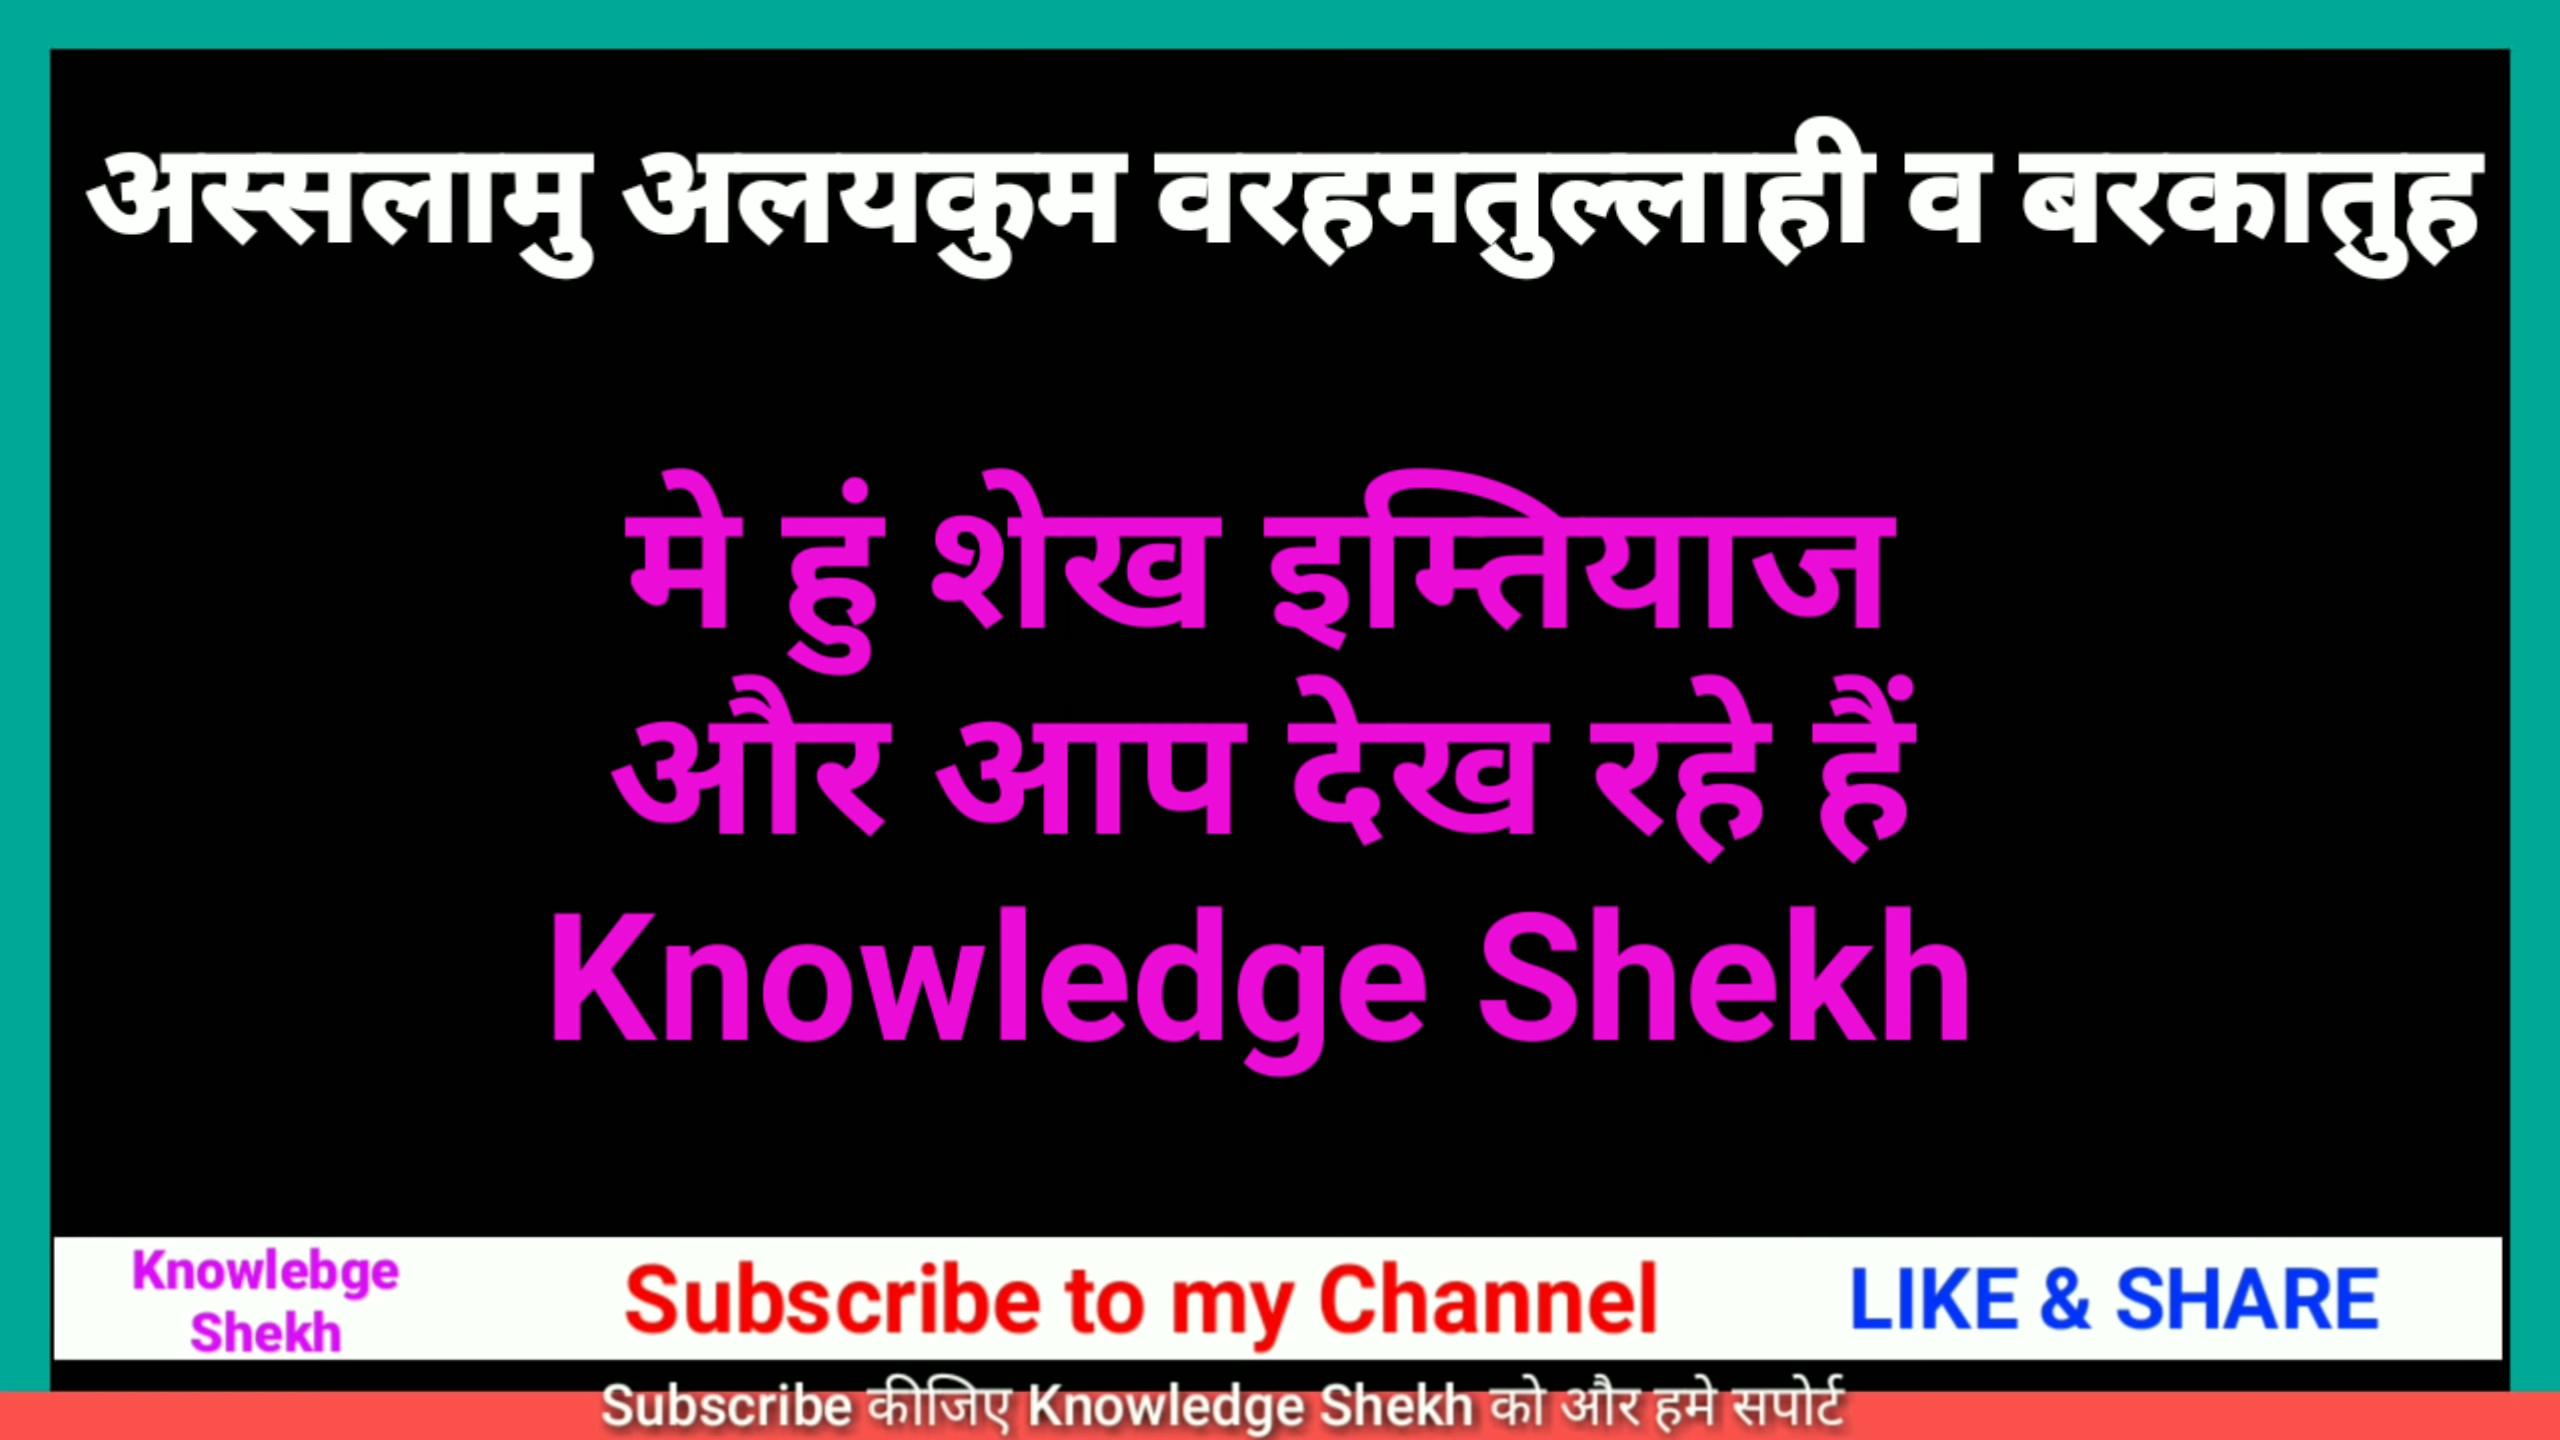 अस्सलामु अलयकुम वरहमतुल्लाही व बरकातुह
मे हुं शेख इम्तियाज
और आप देख रहे हैं
Knowledge Shekh
Knowlebge
Shekh
Subscribe to my Channel
LIKE & SHARE
Subscribe कीजिए Knowledge Shekh को और हमे सपोर्ट